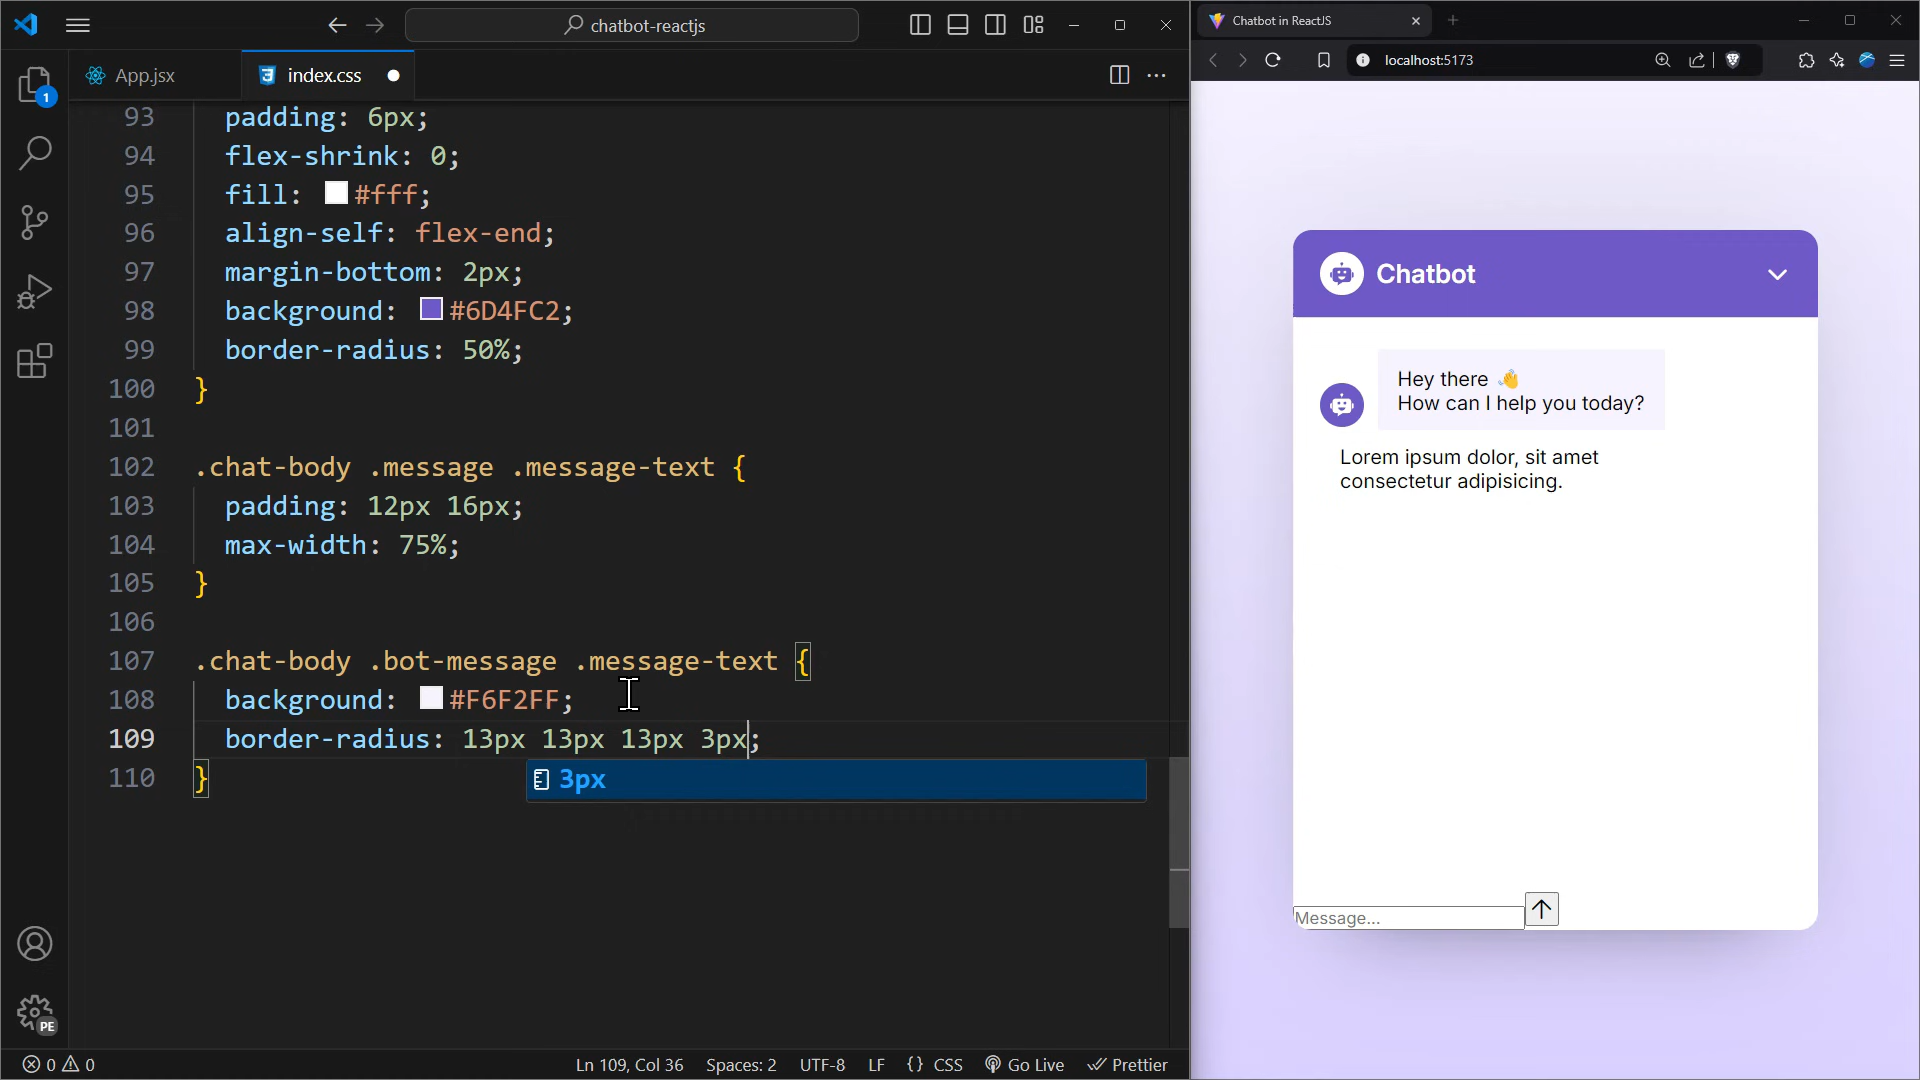 chatbot-reactjs
App.jsx
index.css
1
93 padding: 6px;
94 flex-shrink: 0;
95 fill: #fff;
96 align-self: flex-end;
97 margin-bottom: 2px;
98 background: #6D4FC2;
99 border-radius: 50%;
100 }
101
102 .chat-body .message .message-text {
103 padding: 12px 16px;
104 max-width: 75%;
105 }
106
107 .chat-body .bot-message .message-text {
108 background: #F6F2FF;
109 border-radius: 13px 13px 13px 3px;
110 }
3px
PE
0 0
Ln 109, Col 36
Spaces: 2
UTF-8
LF
{} CSS
Go Live
Prettier
Chatbot in ReactJS
localhost:5173
Chatbot
Hey there 👋
How can I help you today?
Lorem ipsum dolor, sit amet
consectetur adipisicing.
Message...